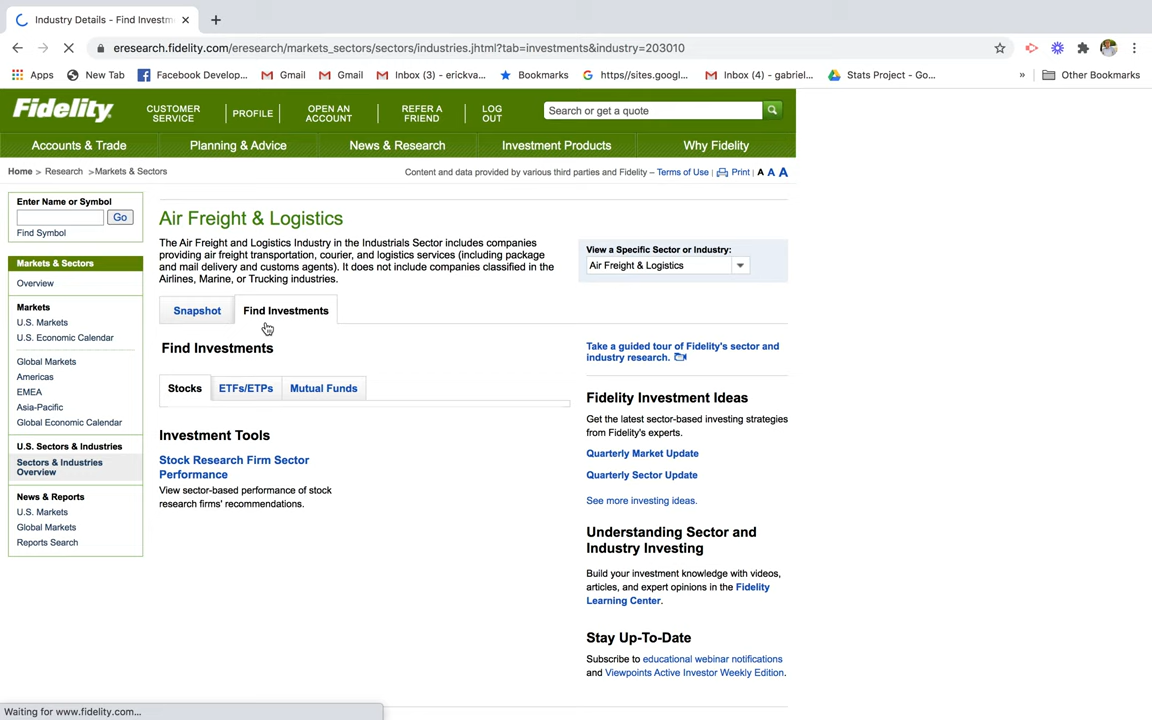 Industry Details - Find Investm
eresearch.fidelity.com/eresearch/markets_sectors/sectors/industries.jhtml?tab=investments&industry=203010
Apps
New Tab
Facebook Develop...
Gmail
Gmail
Inbox (3) - erickva...
Bookmarks
https//sites.googl...
Inbox (4) - gabriel...
Stats Project - Go...
»
Other Bookmarks
Fidelity
CUSTOMER
SERVICE
PROFILE
OPEN AN
ACCOUNT
REFER A
FRIEND
LOG
OUT
Search or get a quote
Accounts & Trade
Planning & Advice
News & Research
Investment Products
Why Fidelity
Home > Research >Markets & Sectors
Content and data provided by various third parties and Fidelity – Terms of Use | Print | A A A
Enter Name or Symbol
Go
Find Symbol
Markets & Sectors
Overview
Markets
U.S. Markets
U.S. Economic Calendar
Global Markets
Americas
EMEA
Asia-Pacific
Global Economic Calendar
U.S. Sectors & Industries
Sectors & Industries
Overview
News & Reports
U.S. Markets
Global Markets
Reports Search
Air Freight & Logistics
The Air Freight and Logistics Industry in the Industrials Sector includes companies
providing air freight transportation, courier, and logistics services (including package
and mail delivery and customs agents). It does not include companies classified in the
Airlines, Marine, or Trucking industries.
View a Specific Sector or Industry:
Air Freight & Logistics
Snapshot
Find Investments
Find Investments
Stocks
ETFs/ETPs
Mutual Funds
Investment Tools
Stock Research Firm Sector
Performance
View sector-based performance of stock
research firms' recommendations.
Take a guided tour of Fidelity's sector and
industry research.
Fidelity Investment Ideas
Get the latest sector-based investing strategies
from Fidelity's experts.
Quarterly Market Update
Quarterly Sector Update
See more investing ideas.
Understanding Sector and
Industry Investing
Build your investment knowledge with videos,
articles, and expert opinions in the Fidelity
Learning Center.
Stay Up-To-Date
Subscribe to educational webinar notifications
and Viewpoints Active Investor Weekly Edition.
Waiting for www.fidelity.com...